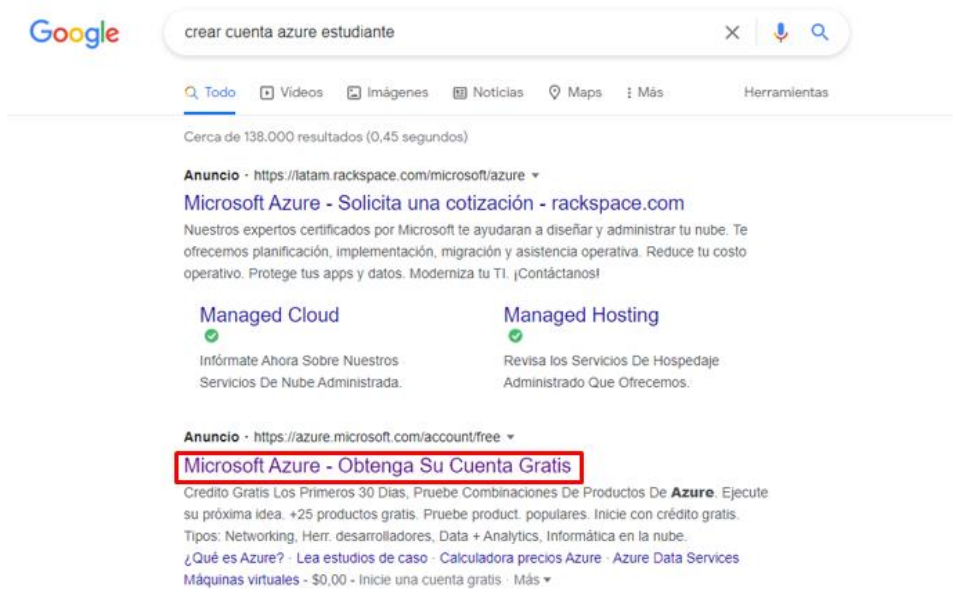 Google
crear cuenta azure estudiante
Todo Vídeos Imágenes Noticias Maps Más Herramientas
Cerca de 138.000 resultados (0,45 segundos)
Anuncio · https://latam.rackspace.com/microsoft/azure
Microsoft Azure - Solicita una cotización - rackspace.com
Nuestros expertos certificados por Microsoft te ayudaran a diseñar y administrar tu nube. Te
ofrecemos planificación, implementación, migración y asistencia operativa. Reduce tu costo
operativo. Protege tus apps y datos. Moderniza tu TI. ¡Contáctanos!
Managed Cloud Managed Hosting
Infórmate Ahora Sobre Nuestros Revisa los Servicios De Hospedaje
Servicios De Nube Administrada. Administrado Que Ofrecemos.
Anuncio · https://azure.microsoft.com/account/free
Microsoft Azure - Obtenga Su Cuenta Gratis
Credito Gratis Los Primeros 30 Días, Pruebe Combinaciones De Productos De Azure. Ejecute
su próxima idea. +25 productos gratis. Pruebe product. populares. Inicie con crédito gratis.
Tipos: Networking, Herr. desarrolladores, Data + Analytics, Informática en la nube.
¿Qué es Azure? · Lea estudios de caso · Calculadora precios Azure · Azure Data Services
Máquinas virtuales - $0,00 - Inicie una cuenta gratis · Más